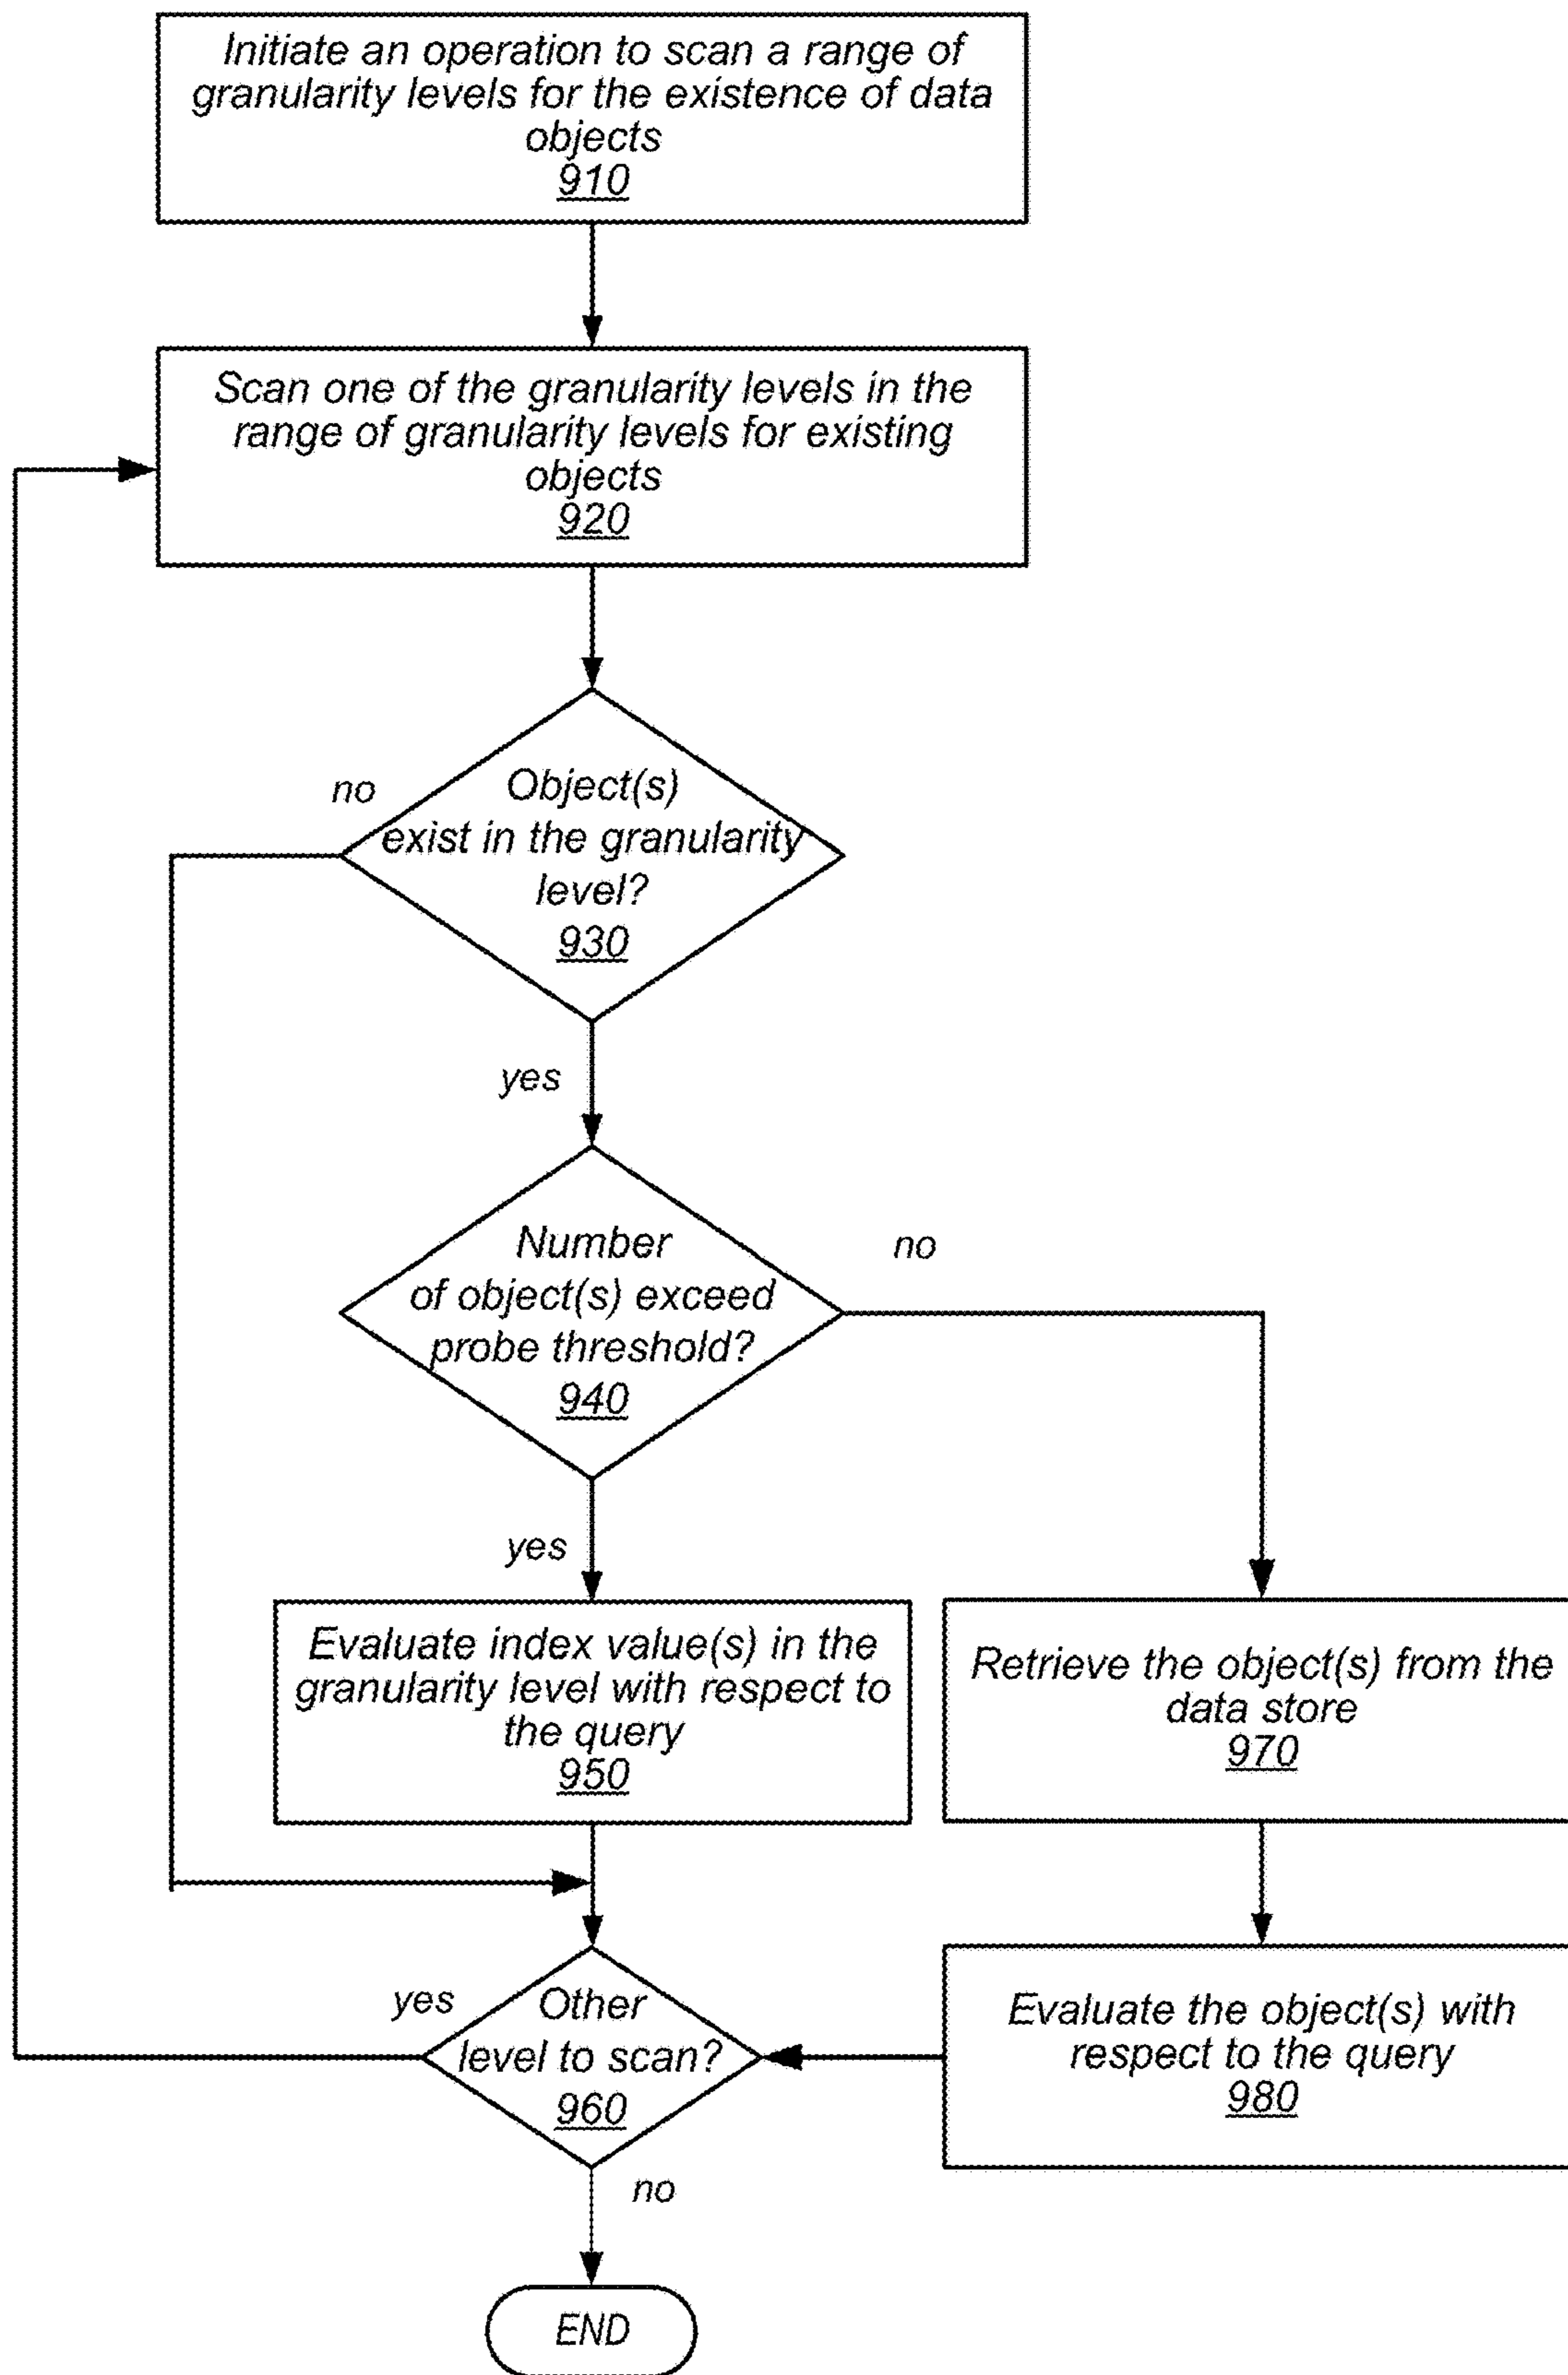 Initiate an operation to scan a range of
granularity levels for the existence of data
objects
910
Scan one of the granularity levels in the
range of granularity levels for existing
objects
920
no
Object(s)
exist in the granularity
level?
930
yes
Number
of object(s) exceed
probe threshold?
940
no
yes
Evaluate index value(s) in the
granularity level with respect to
the query
950
Retrieve the object(s) from the
data store
970
yes
Other
level to scan?
960
Evaluate the object(s) with
respect to the query
980
no
END